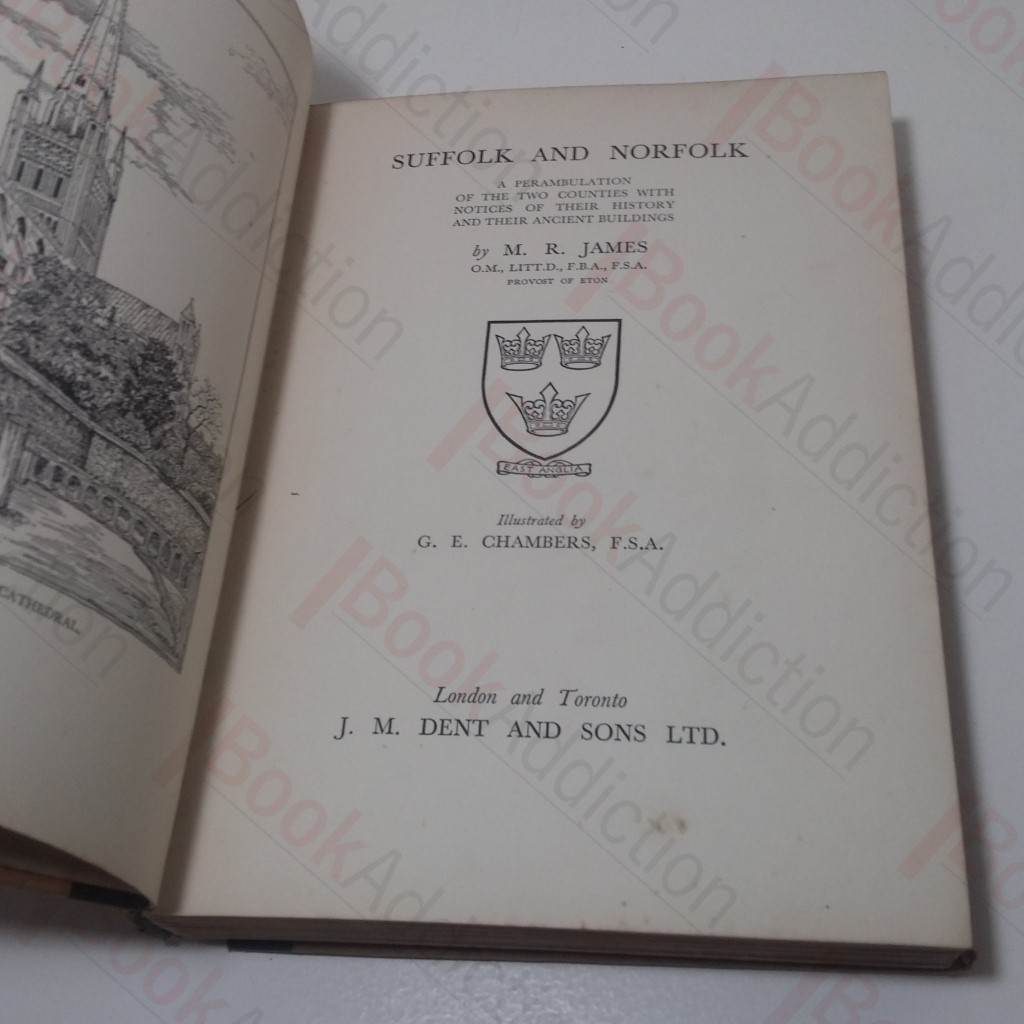 CATHEDRAL.
SUFFOLK AND NORFOLK
A PERAMBULATION
OF THE TWO COUNTIES WITH
NOTICES OF THEIR HISTORY
AND THEIR ANCIENT BUILDINGS
by M. R. JAMES
O.M., LITT.D., F.B.A., F.S.A.
PROVOST OF ETON
EAST ANGLIA
Illustrated by
G. E. CHAMBERS, F.S.A.
London and Toronto
J. M. DENT AND SONS LTD.
BookAddiction